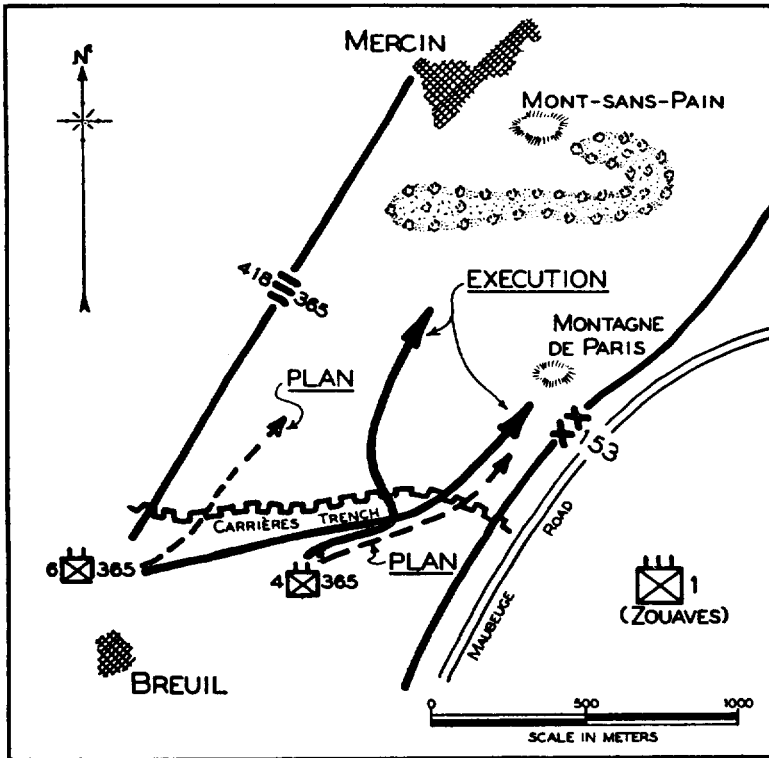 MERCIN
N
MONT-SANS-PAIN
418 365
EXECUTION
MONTAGNE
DE PARIS
PLAN
153
CARRIÈRES TRENCH
ROAD
6 365
4 365
PLAN
1
(ZOUAVES)
MAUBEUGE
BREUIL
0 500 1000
SCALE IN METERS